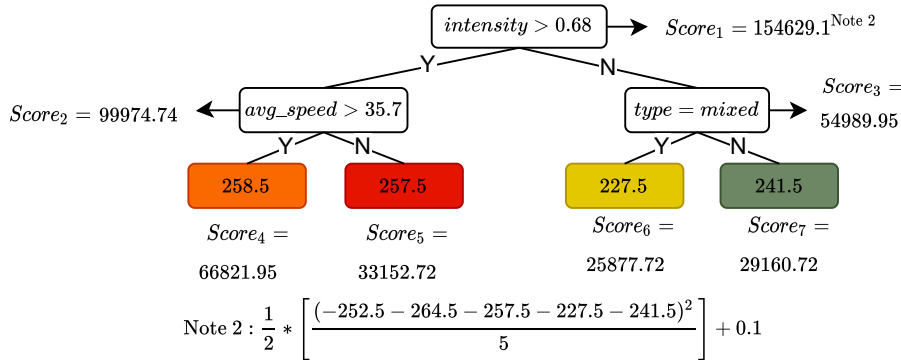 intensity > 0.68
Score₁ = 154629.1^Note 2
Y
N
Score₂ = 99974.74
avg_speed > 35.7
type = mixed
Score₃ =
54989.95
Y
N
Y
N
258.5
257.5
227.5
241.5
Score₄ =
66821.95
Score₅ =
33152.72
Score₆ =
25877.72
Score₇ =
29160.72
Note 2 : 1/2 * [(-252.5 - 264.5 - 257.5 - 227.5 - 241.5)²/5] + 0.1